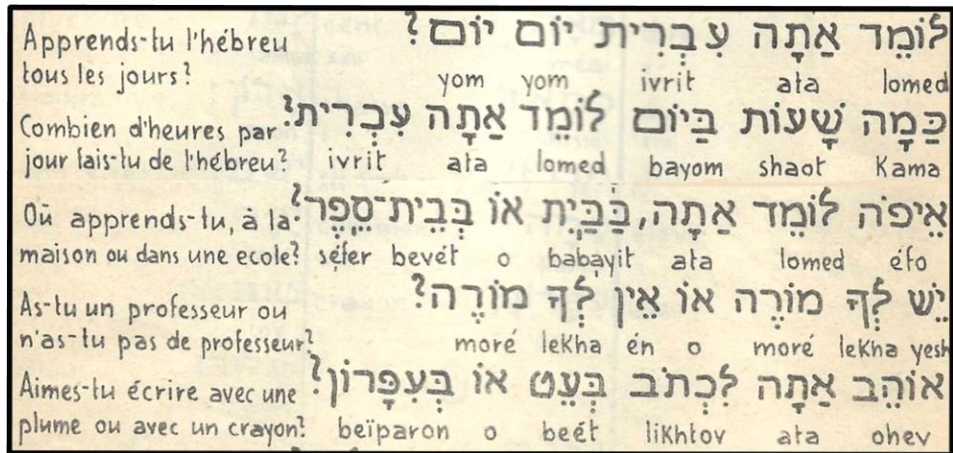 Apprends-tu l'hébreu לוֹמֵד אַתָּה עִבְרִית יוֹם יוֹם?
tous les jours? yom yom ivrit ata lomed
Combien d'heures par כַּמָּה שָׁעוֹת בַּיּוֹם לוֹמֵד אַתָּה עִבְרִית?
jour fais-tu de l'hébreu? ivrit ata lomed bayom shaot Kama
Où apprends-tu, à la אֵיפֹה לוֹמֵד אַתָּה, בַּבַּיִת אוֹ בְּבֵית־סֵפֶר?
maison ou dans une ecole? séfer bevét o babayit ata lomed éfo
As-tu un professeur ou יֵשׁ לְךָ מוֹרֶה אוֹ אֵין לְךָ מוֹרֶה?
n'as-tu pas de professeur? moré lekha én o moré lekha yesh
Aimes-tu écrire avec une אוֹהֵב אַתָּה לִכְתֹב בְּעֵט אוֹ בְּעִפָּרוֹן?
plume ou avec un crayon? beïparon o beét likhtov ata ohev